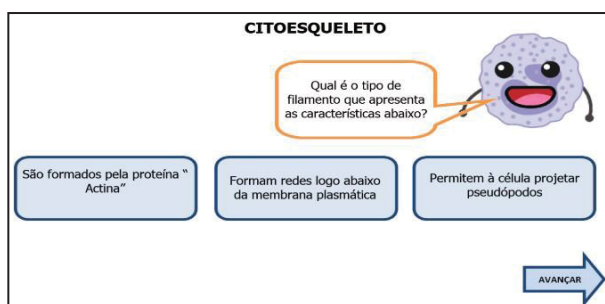 CITOESQUELETO
Qual é o tipo de
filamento que apresenta
as características abaixo?
São formados pela proteína “
Actina”
Formam redes logo abaixo
da membrana plasmática
Permitem à célula projetar
pseudópodos
AVANÇAR